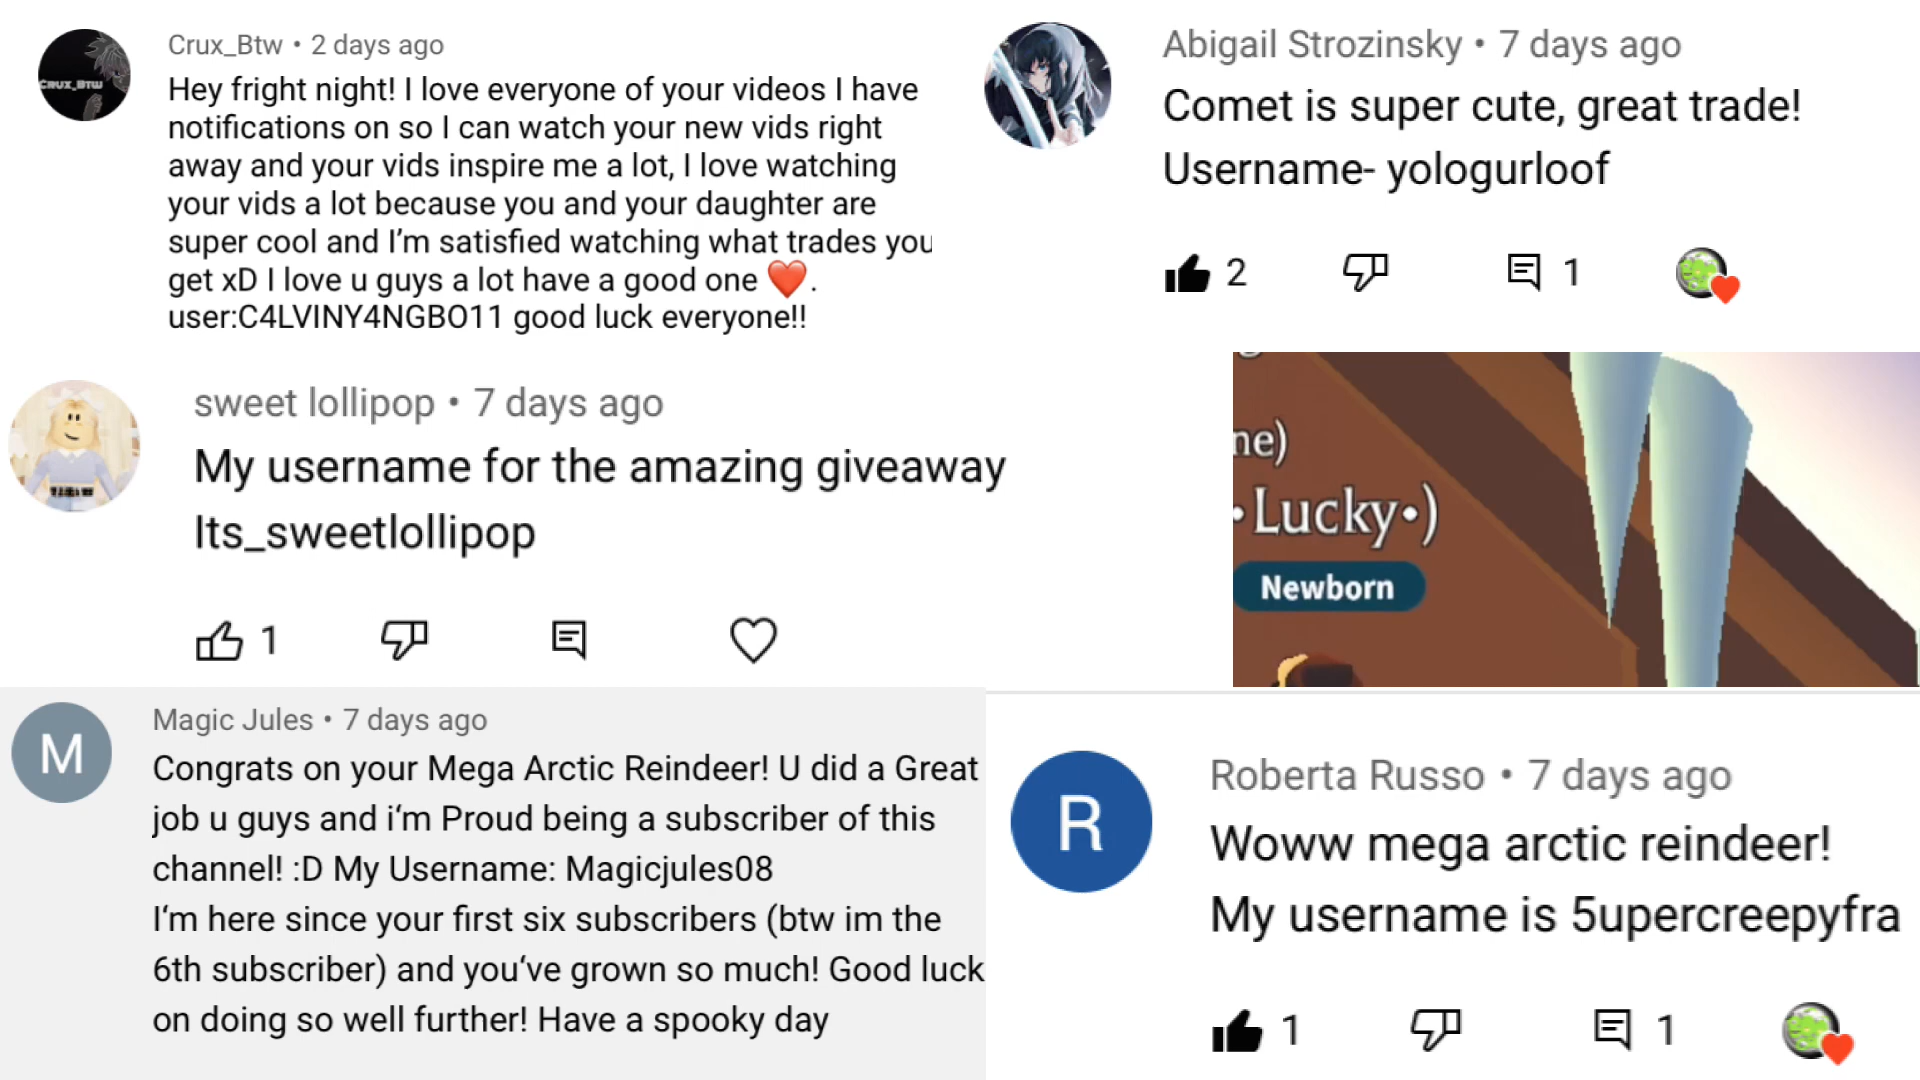 Crux_Btw • 2 days ago
CRUX_BTW
Hey fright night! I love everyone of your videos I have
notifications on so I can watch your new vids right
away and your vids inspire me a lot, I love watching
your vids a lot because you and your daughter are
super cool and I’m satisfied watching what trades you
get xD I love u guys a lot have a good one ❤️.
user:C4LVINY4NGBO11 good luck everyone!!
Abigail Strozinsky • 7 days ago
Comet is super cute, great trade!
Username- yologurloof
2 1
sweet lollipop • 7 days ago
My username for the amazing giveaway
Its_sweetlollipop
1
ne)
•Lucky•)
Newborn
M
Magic Jules • 7 days ago
Congrats on your Mega Arctic Reindeer! U did a Great
job u guys and i‘m Proud being a subscriber of this
channel! :D My Username: Magicjules08
I‘m here since your first six subscribers (btw im the
6th subscriber) and you‘ve grown so much! Good luck
on doing so well further! Have a spooky day
R
Roberta Russo • 7 days ago
Woww mega arctic reindeer!
My username is 5upercreepyfra
1 1